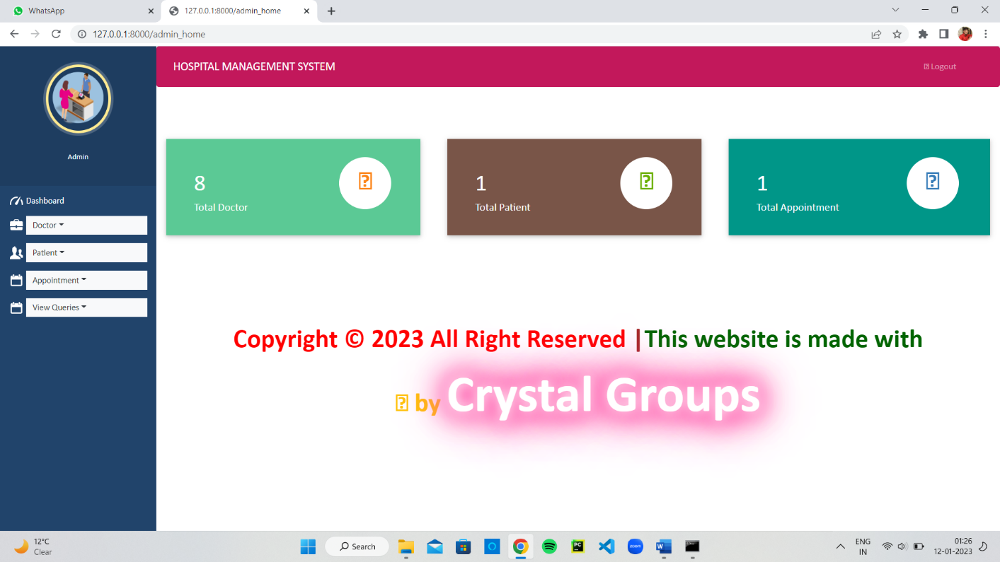 WhatsApp
127.0.0.1:8000/admin_home
127.0.0.1:8000/admin_home
HOSPITAL MANAGEMENT SYSTEM
Logout
Admin
Dashboard
Doctor
Patient
Appointment
View Queries
8
Total Doctor
1
Total Patient
1
Total Appointment
Copyright © 2023 All Right Reserved |This website is made with
by Crystal Groups
12°C
Clear
Search
PC
zoom
W
ENG
IN
01:26
12-01-2023